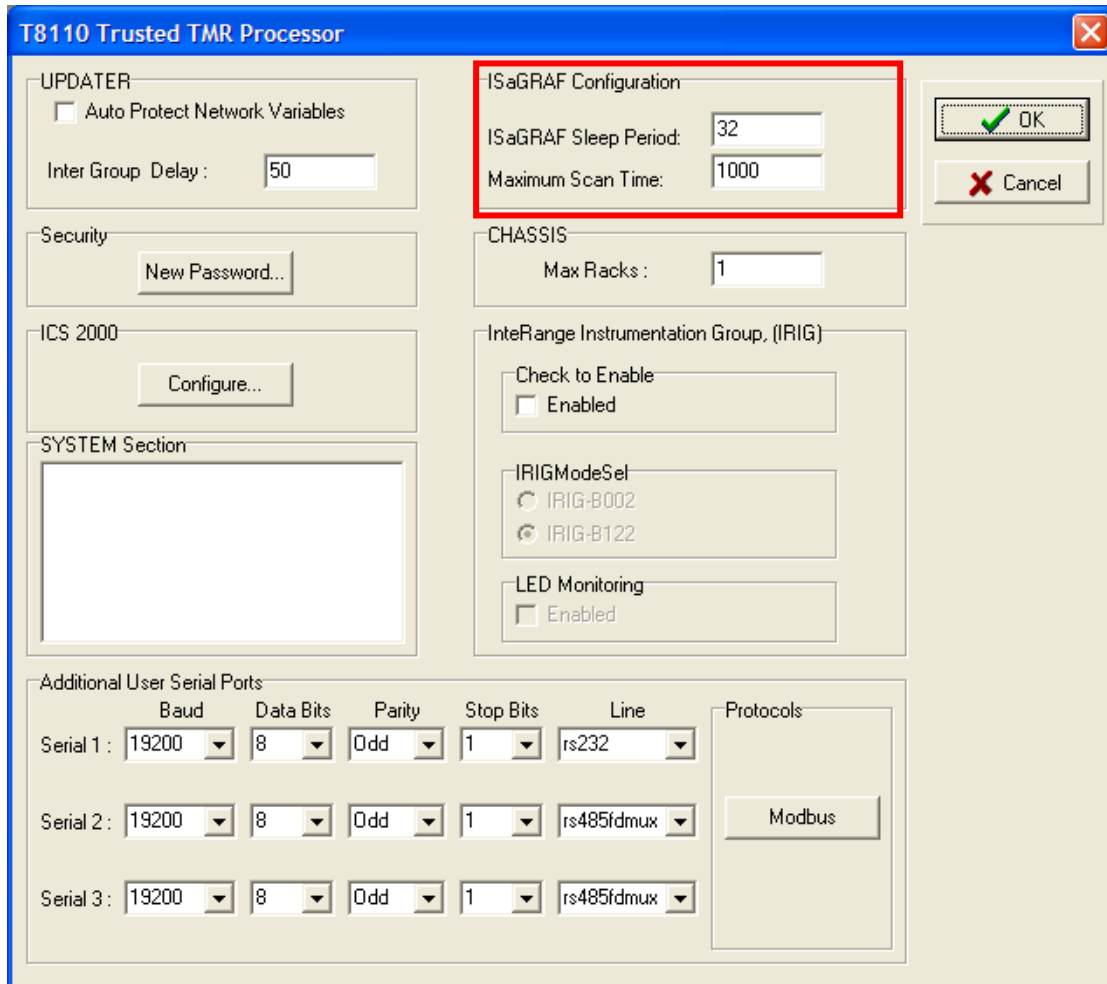 T8110 Trusted TMR Processor
UPDATER
Auto Protect Network Variables
Inter Group Delay : 50
ISaGRAF Configuration
ISaGRAF Sleep Period: 32
Maximum Scan Time: 1000
OK
Cancel
Security
New Password...
CHASSIS
Max Racks : 1
ICS 2000
Configure...
InteRange Instrumentation Group, (IRIG)
Check to Enable
Enabled
SYSTEM Section
IRIGModeSel
IRIG-B002
IRIG-B122
LED Monitoring
Enabled
Additional User Serial Ports
Baud Data Bits Parity Stop Bits Line
Serial 1 : 19200 8 Odd 1 rs232
Serial 2 : 19200 8 Odd 1 rs485fdmux
Serial 3 : 19200 8 Odd 1 rs485fdmux
Protocols
Modbus